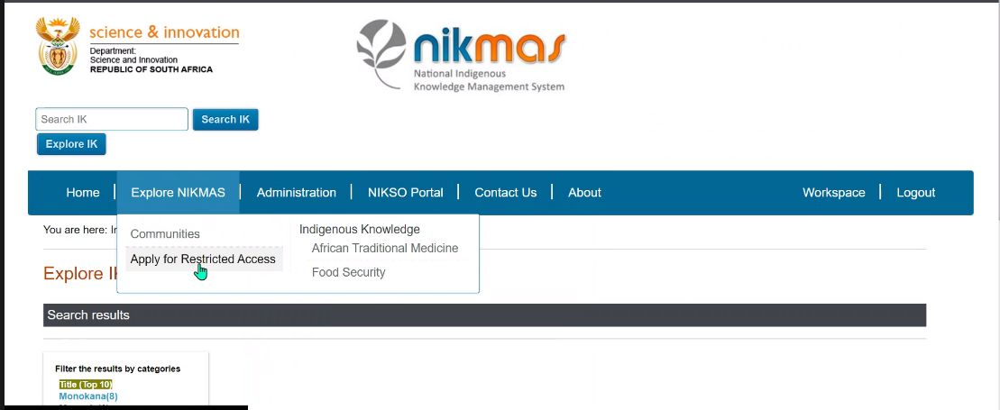 science & innovation
Department:
Science and Innovation
REPUBLIC OF SOUTH AFRICA
nikmas
National Indigenous
Knowledge Management System
Search IK
Search IK
Explore IK
Home
Explore NIKMAS
Administration
NIKSO Portal
Contact Us
About
Workspace
Logout
You are here:
Communities
Apply for Restricted Access
Indigenous Knowledge
African Traditional Medicine
Food Security
Explore
Search results
Filter the results by categories
Title (Top 10)
Monokana(8)